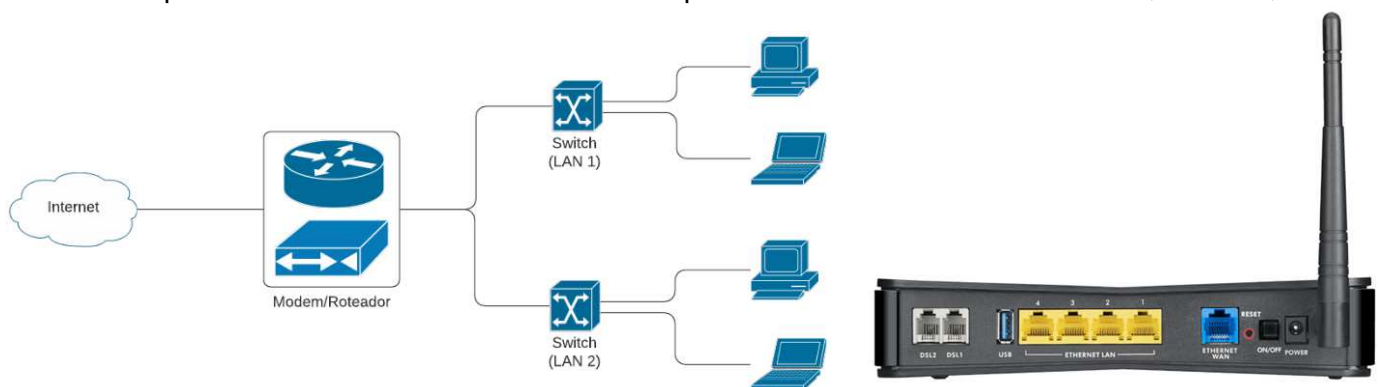 Internet
Modem/Roteador
Switch
(LAN 1)
Switch
(LAN 2)
4 3 2 1
DSL2 DSL1
USB
ETHERNET LAN
ETHERNET
WAN
RESET
ON/OFF
POWER